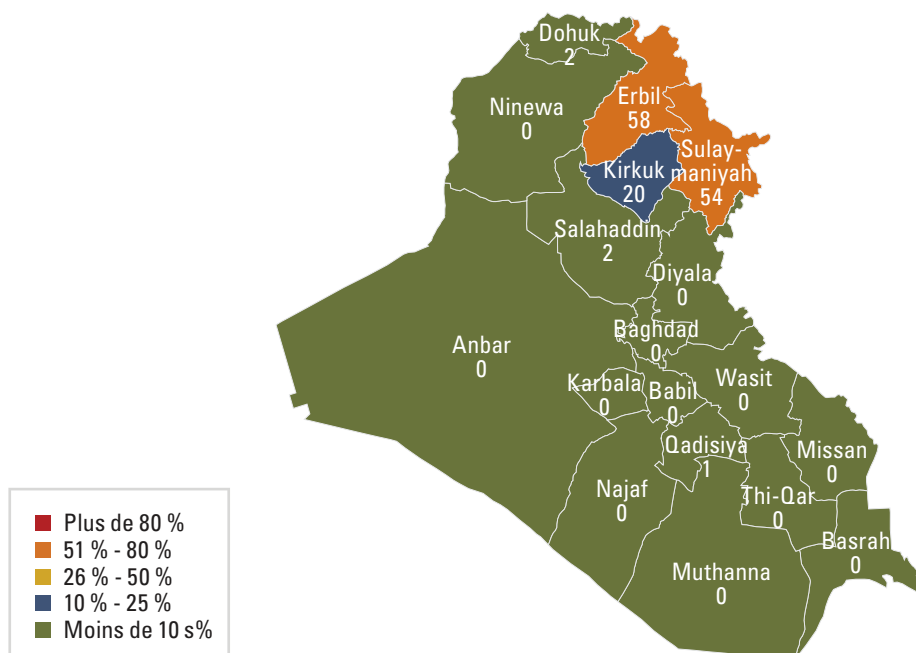 Dohuk
2
Ninewa
0
Erbil
58
Sulay-
maniyah
54
Kirkuk
20
Salahaddin
2
Diyala
0
Anbar
0
Baghdad
0
Karbala
0
Babil
0
Wasit
0
Qadisiya
1
Missan
0
Najaf
0
Thi-Qar
0
Basrah
0
Muthanna
0
Plus de 80 %
51 % - 80 %
26 % - 50 %
10 % - 25 %
Moins de 10 s%